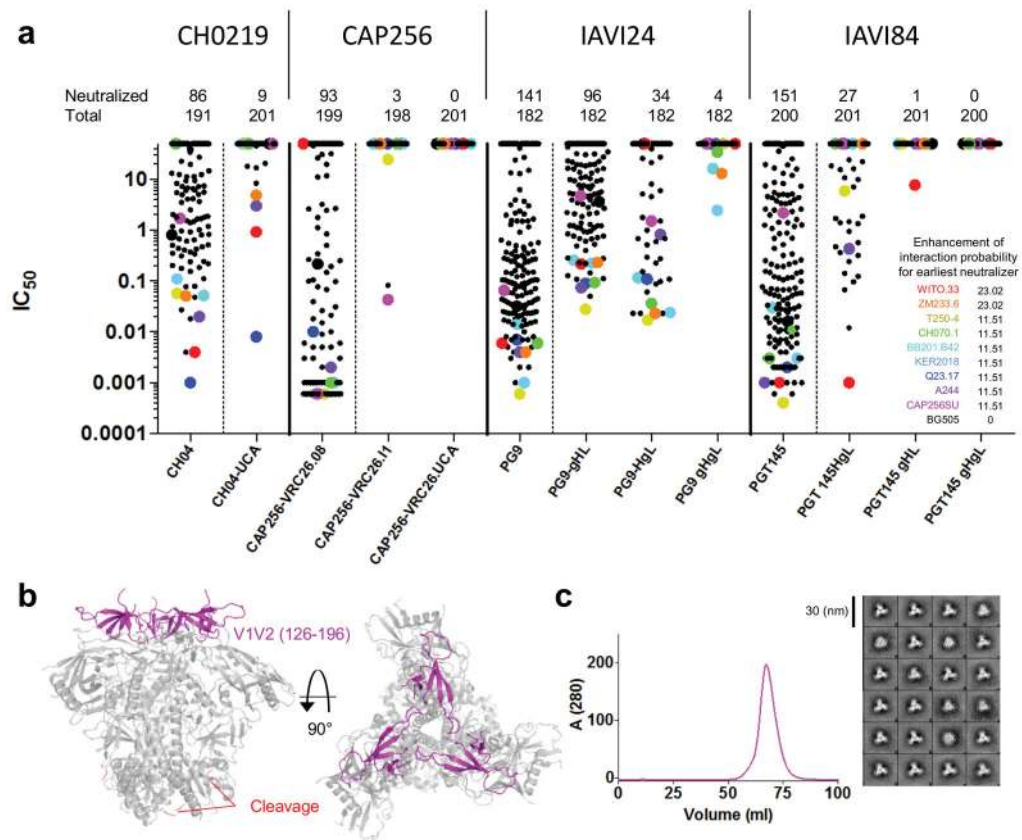 a
CH0219 CAP256 IAVI24 IAVI84
Neutralized 86 9 93 3 0 141 96 34 4 151 27 1 0
Total 191 201 199 198 201 182 182 182 182 200 201 201 200
IC50
10
1
0.1
0.01
0.001
0.0001
CH04
CH04-UCA
CAP256-VRC26.08
CAP256-VRC26.I1
CAP256-VRC26.UCA
PG9
PG9-gHL
PG9-HgL
PG9 gHgL
PGT145
PGT 145HgL
PGT145 gHL
PGT145 gHgL
Enhancement of
interaction probability
for earliest neutralizer
WITO.33 23.02
ZM233.6 23.02
T250-4 11.51
CH070.1 11.51
BB201.B42 11.51
KER2018 11.51
Q23.17 11.51
A244 11.51
CAP256SU 11.51
BG505 0
b
V1V2 (126-196)
90°
Cleavage
c
30 (nm)
A (280)
200
100
0
0 25 50 75 100
Volume (ml)